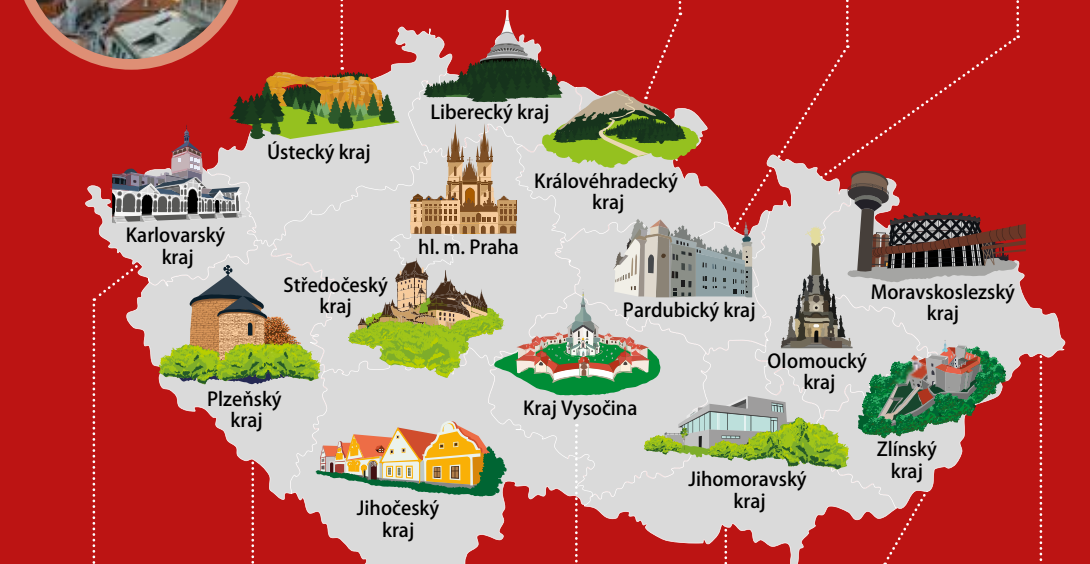 Liberecký kraj
Ústecký kraj
Královéhradecký
kraj
Karlovarský
kraj
hl. m. Praha
Středočeský
kraj
Pardubický kraj
Moravskoslezský
kraj
Olomoucký
kraj
Plzeňský
kraj
Kraj Vysočina
Zlínský
kraj
Jihomoravský
kraj
Jihočeský
kraj